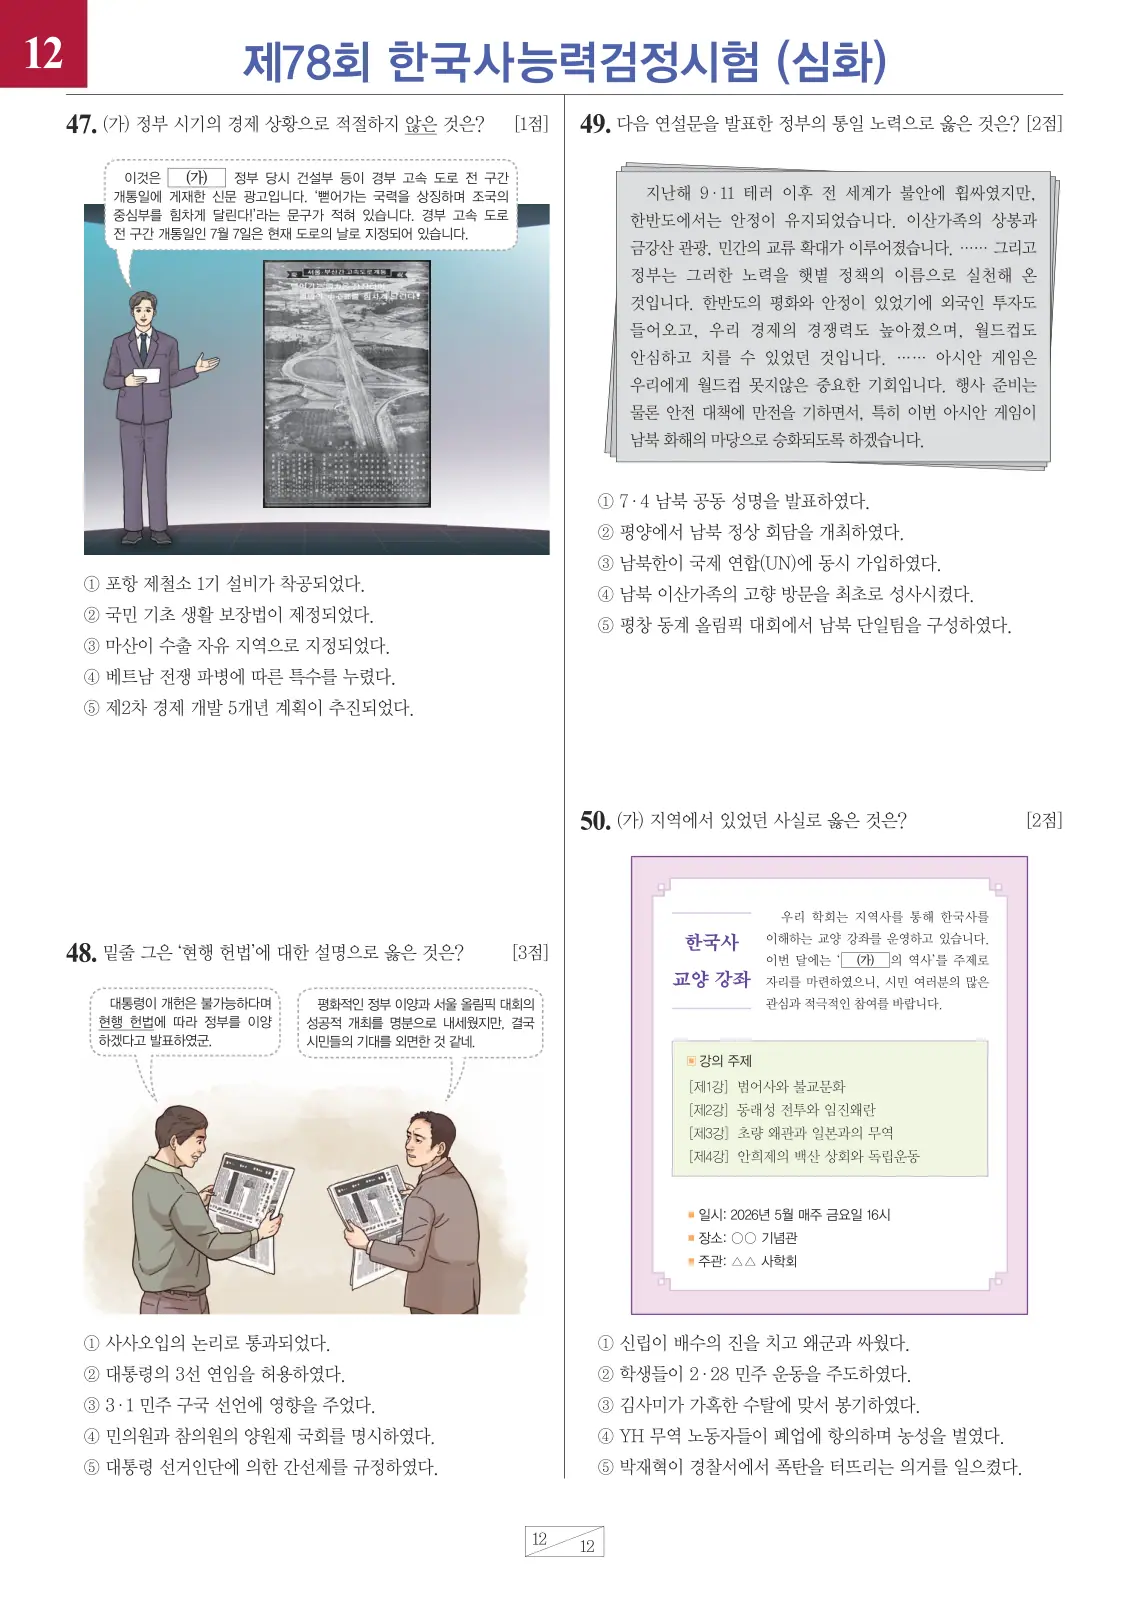 12
제78회 한국사능력검정시험 (심화)
47. (가) 정부 시기의 경제 상황으로 적절하지 않은 것은? [1점]
이것은 (가) 정부 당시 건설부 등이 경부 고속 도로 전 구간
개통일에 게재한 신문 광고입니다. ‘뻗어가는 국력을 상징하며 조국의
중심부를 힘차게 달린다!’라는 문구가 적혀 있습니다. 경부 고속 도로
전 구간 개통일인 7월 7일은 현재 도로의 날로 지정되어 있습니다.
서울·부산간 고속도로 개통
① 포항 제철소 1기 설비가 착공되었다.
② 국민 기초 생활 보장법이 제정되었다.
③ 마산이 수출 자유 지역으로 지정되었다.
④ 베트남 전쟁 파병에 따른 특수를 누렸다.
⑤ 제2차 경제 개발 5개년 계획이 추진되었다.
48. 밑줄 그은 ‘현행 헌법’에 대한 설명으로 옳은 것은? [3점]
대통령이 개헌은 불가능하다며
현행 헌법에 따라 정부를 이양
하겠다고 발표하였군.
평화적인 정부 이양과 서울 올림픽 대회의
성공적 개최를 명분으로 내세웠지만, 결국
시민들의 기대를 외면한 것 같네.
① 사사오입의 논리로 통과되었다.
② 대통령의 3선 연임을 허용하였다.
③ 3·1 민주 구국 선언에 영향을 주었다.
④ 민의원과 참의원의 양원제 국회를 명시하였다.
⑤ 대통령 선거인단에 의한 간선제를 규정하였다.
49. 다음 연설문을 발표한 정부의 통일 노력으로 옳은 것은? [2점]
지난해 9·11 테러 이후 전 세계가 불안에 휩싸였지만,
한반도에서는 안정이 유지되었습니다. 이산가족의 상봉과
금강산 관광, 민간의 교류 확대가 이루어졌습니다. …… 그리고
정부는 그러한 노력을 햇볕 정책의 이름으로 실천해 온
것입니다. 한반도의 평화와 안정이 있었기에 외국인 투자도
들어오고, 우리 경제의 경쟁력도 높아졌으며, 월드컵도
안심하고 치를 수 있었던 것입니다. …… 아시안 게임은
우리에게 월드컵 못지않은 중요한 기회입니다. 행사 준비는
물론 안전 대책에 만전을 기하면서, 특히 이번 아시안 게임이
남북 화해의 마당으로 승화되도록 하겠습니다.
① 7·4 남북 공동 성명을 발표하였다.
② 평양에서 남북 정상 회담을 개최하였다.
③ 남북한이 국제 연합(UN)에 동시 가입하였다.
④ 남북 이산가족의 고향 방문을 최초로 성사시켰다.
⑤ 평창 동계 올림픽 대회에서 남북 단일팀을 구성하였다.
50. (가) 지역에서 있었던 사실로 옳은 것은? [2점]
한국사
교양 강좌
우리 학회는 지역사를 통해 한국사를
이해하는 교양 강좌를 운영하고 있습니다.
이번 달에는 ‘ (가) 의 역사’를 주제로
자리를 마련하였으니, 시민 여러분의 많은
관심과 적극적인 참여를 바랍니다.
강의 주제
[제1강] 범어사와 불교문화
[제2강] 동래성 전투와 임진왜란
[제3강] 초량 왜관과 일본과의 무역
[제4강] 안희제의 백산 상회와 독립운동
일시: 2026년 5월 매주 금요일 16시
장소: ○○ 기념관
주관: △△ 사학회
① 신립이 배수의 진을 치고 왜군과 싸웠다.
② 학생들이 2·28 민주 운동을 주도하였다.
③ 김사미가 가혹한 수탈에 맞서 봉기하였다.
④ YH 무역 노동자들이 폐업에 항의하며 농성을 벌였다.
⑤ 박재혁이 경찰서에서 폭탄을 터뜨리는 의거를 일으켰다.
12
12